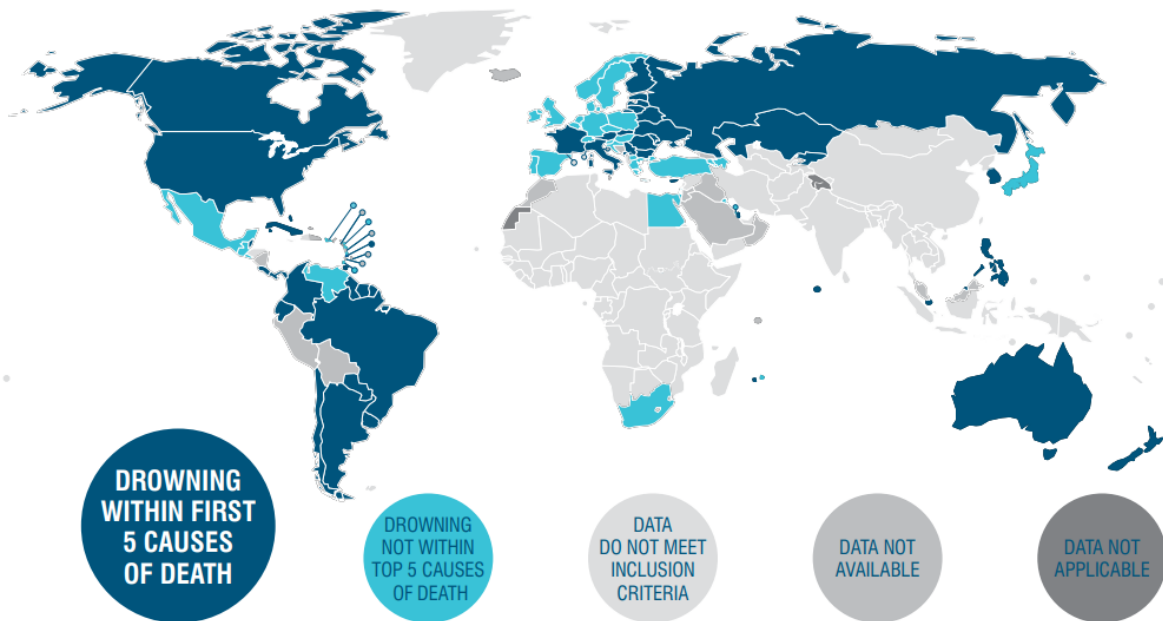 DROWNING
WITHIN FIRST
5 CAUSES
OF DEATH
DROWNING
NOT WITHIN
TOP 5 CAUSES
OF DEATH
DATA
DO NOT MEET
INCLUSION
CRITERIA
DATA NOT
AVAILABLE
DATA NOT
APPLICABLE